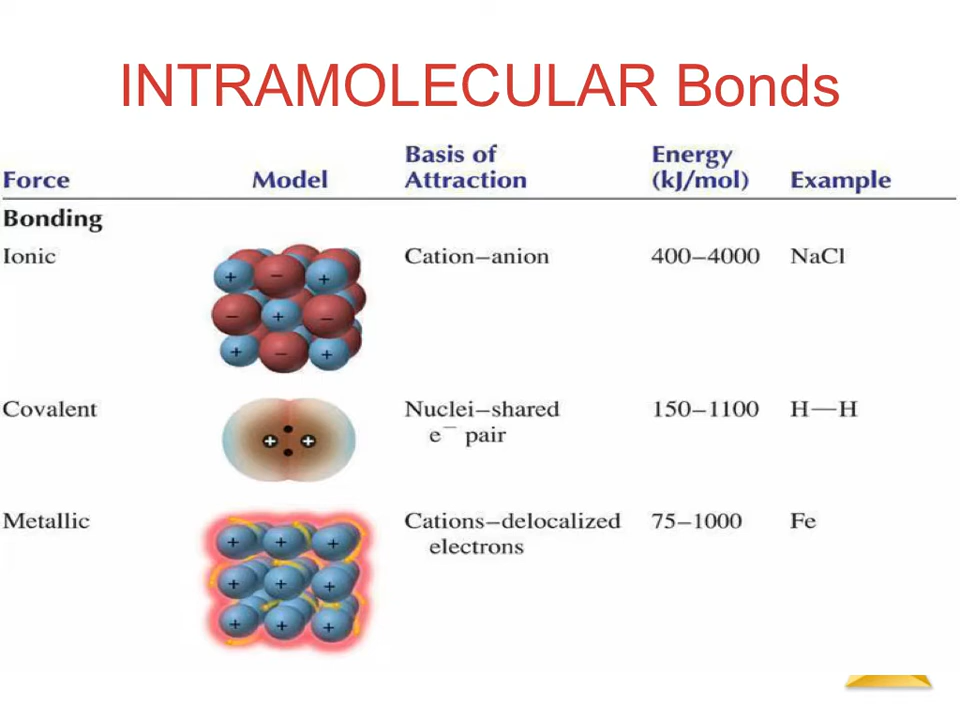 INTRAMOLECULAR Bonds
Force Model Basis of Attraction Energy (kJ/mol) Example
Bonding
Ionic Cation–anion 400–4000 NaCl
+ − +
− + −
+ − +
Covalent Nuclei–shared e⁻ pair 150–1100 H—H
+ +
Metallic Cations–delocalized electrons 75–1000 Fe
+ + +
+ + +
+ + +